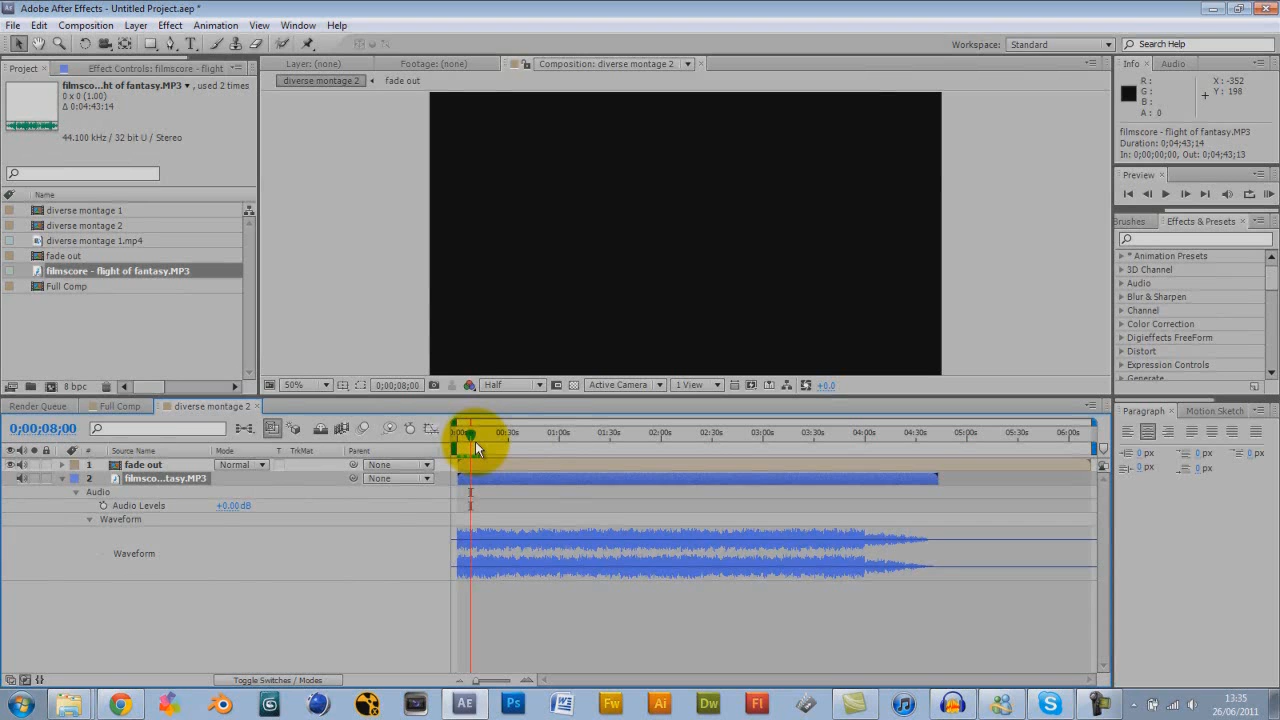 Adobe After Effects - Untitled Project.aep *
File Edit Composition Layer Effect Animation View Window Help
Workspace: Standard Search Help
Project Effect Controls: filmscore - flight
Layer: (none) Footage: (none) Composition: diverse montage 2
Info Audio
filmsco...ht of fantasy.MP3 , used 2 times
0 x 0 (1.00)
Δ 0:04:43:14
44.100 kHz / 32 bit U / Stereo
diverse montage 2 fade out
R : X : -352
G : Y : 198
B :
A : 0
filmscore - flight of fantasy.MP3
Duration: 0;04;43;14
In: 0;00;00;00, Out: 0;04;43;13
Preview
Name
diverse montage 1
diverse montage 2
diverse montage 1.mp4
fade out
filmscore - flight of fantasy.MP3
Full Comp
8 bpc
Brushes Effects & Presets
* Animation Presets
3D Channel
Audio
Blur & Sharpen
Channel
Color Correction
Digieffects FreeForm
Distort
Expression Controls
Generate
50% 0;00;08;00 Half Active Camera 1 View +0.0
Render Queue Full Comp diverse montage 2
Paragraph Motion Sketch
0;00;08;00
00:30s 01:00s 01:30s 02:00s 02:30s 03:00s 03:30s 04:00s 04:30s 05:00s 05:30s 06:00s
# Source Name Mode T TrkMat Parent
1 fade out Normal None
2 filmsco...tasy.MP3 None
Audio
Audio Levels +0.00dB
Waveform
Waveform
0 px 0 px 0 px
0 px 0 px
Toggle Switches / Modes
AE Ps W Fw Ai Dw Fl
13:35
26/06/2011